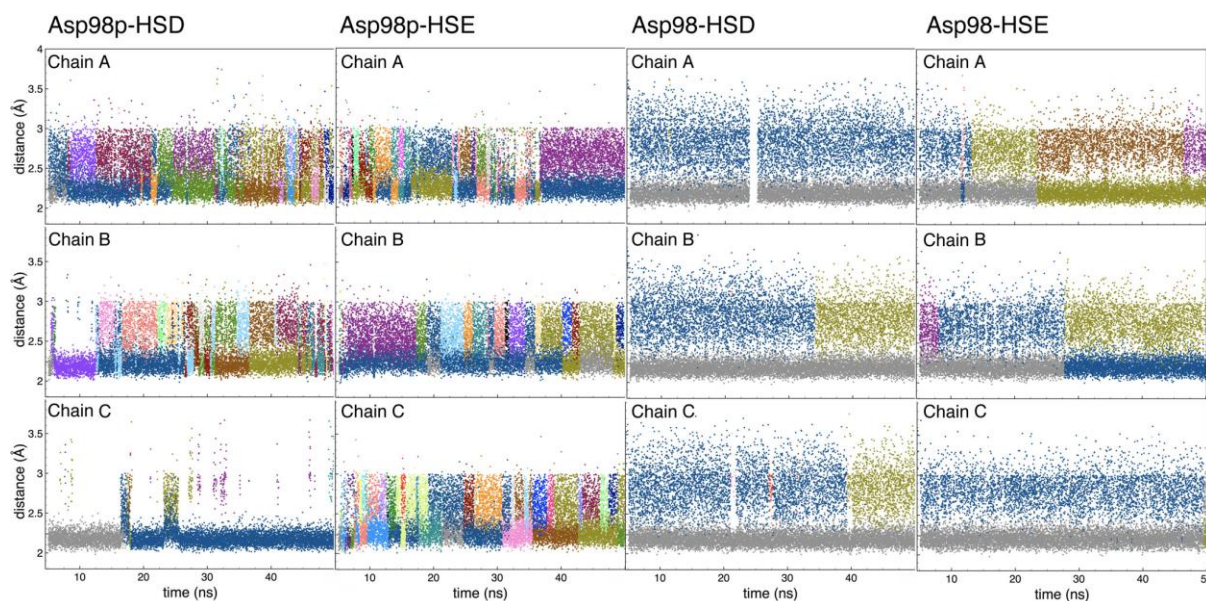 Asp98p-HSD Asp98p-HSE Asp98-HSD Asp98-HSE
4 Chain A Chain A Chain A Chain A
3.5
3
2.5
2
distance (Å)
Chain B Chain B Chain B Chain B
3.5
3
2.5
2
distance (Å)
Chain C Chain C Chain C Chain C
3.5
3
2.5
2
distance (Å)
10 20 30 40 10 20 30 40 10 20 30 40 10 20 30 40 5
time (ns) time (ns) time (ns) time (ns)